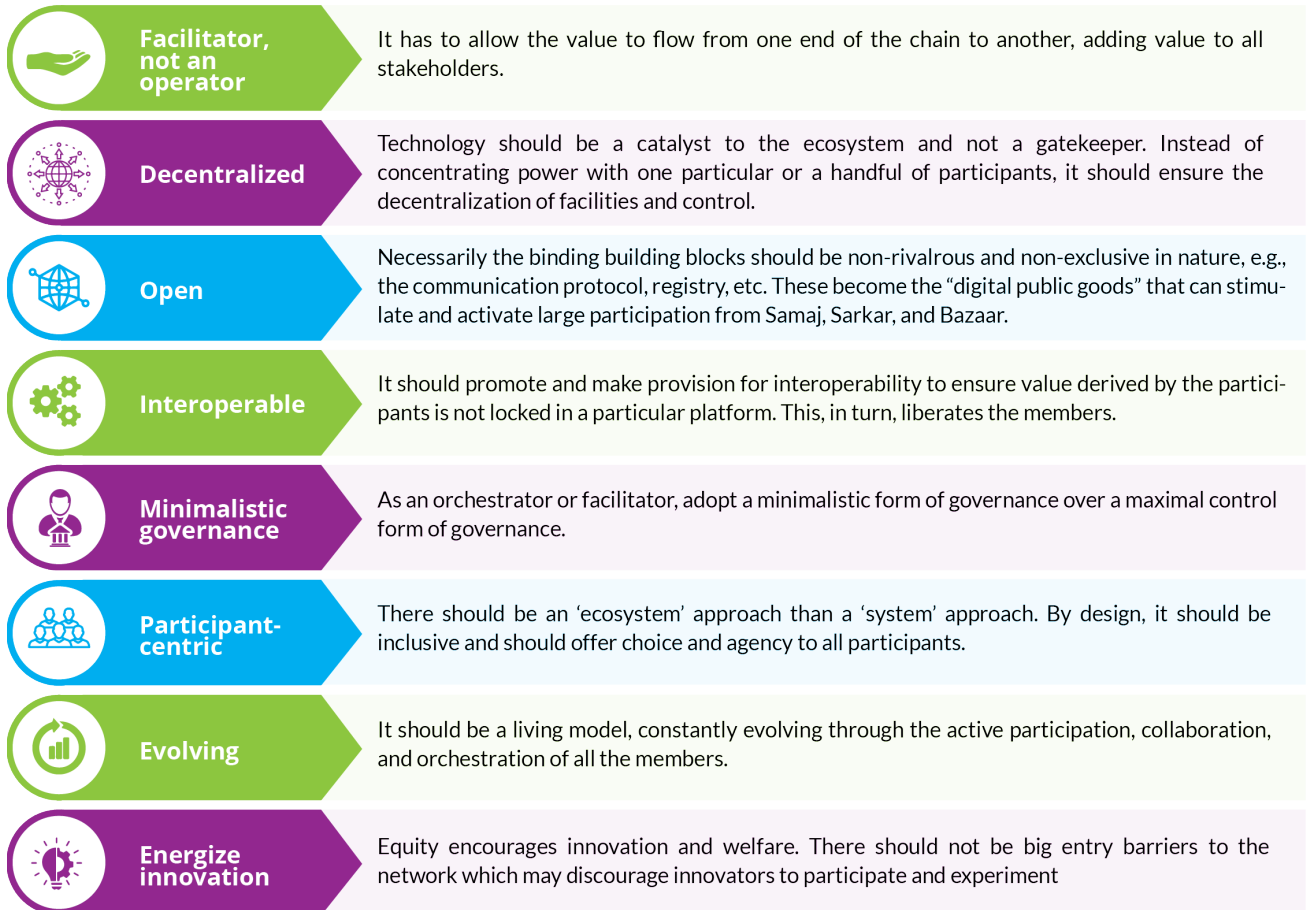 Facilitator,
not an
operator
It has to allow the value to flow from one end of the chain to another, adding value to all
stakeholders.
Decentralized
Technology should be a catalyst to the ecosystem and not a gatekeeper. Instead of
concentrating power with one particular or a handful of participants, it should ensure the
decentralization of facilities and control.
Open
Necessarily the binding building blocks should be non-rivalrous and non-exclusive in nature, e.g.,
the communication protocol, registry, etc. These become the “digital public goods” that can stimu-
late and activate large participation from Samaj, Sarkar, and Bazaar.
Interoperable
It should promote and make provision for interoperability to ensure value derived by the partici-
pants is not locked in a particular platform. This, in turn, liberates the members.
Minimalistic
governance
As an orchestrator or facilitator, adopt a minimalistic form of governance over a maximal control
form of governance.
Participant-
centric
There should be an ‘ecosystem’ approach than a ‘system’ approach. By design, it should be
inclusive and should offer choice and agency to all participants.
Evolving
It should be a living model, constantly evolving through the active participation, collaboration,
and orchestration of all the members.
Energize
innovation
Equity encourages innovation and welfare. There should not be big entry barriers to the
network which may discourage innovators to participate and experiment